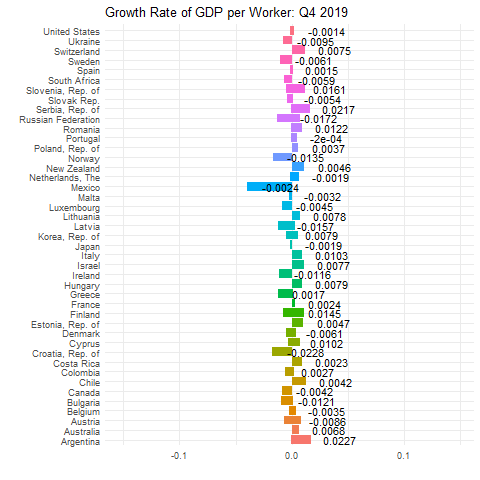 Growth Rate of GDP per Worker: Q4 2019
United States -0.0014
Ukraine -0.0095
Switzerland 0.0075
Sweden -0.0061
Spain 0.0015
South Africa -0.0059
Slovenia, Rep. of 0.0161
Slovak Rep. -0.0054
Serbia, Rep. of 0.0217
Russian Federation -0.0172
Romania 0.0122
Portugal -2e-04
Poland, Rep. of 0.0037
Norway -0.0135
New Zealand 0.0046
Netherlands, The -0.0019
Mexico -0.0024
Malta -0.0032
Luxembourg -0.0045
Lithuania 0.0078
Latvia -0.0157
Korea, Rep. of 0.0079
Japan -0.0019
Italy 0.0103
Israel 0.0077
Ireland -0.0116
Hungary 0.0079
Greece 0.0017
France 0.0024
Finland 0.0145
Estonia, Rep. of 0.0047
Denmark -0.0061
Cyprus 0.0102
Croatia, Rep. of -0.0228
Costa Rica 0.0023
Colombia 0.0027
Chile 0.0042
Canada -0.0042
Bulgaria -0.0121
Belgium -0.0035
Austria -0.0086
Australia 0.0068
Argentina 0.0227
-0.1 0.0 0.1